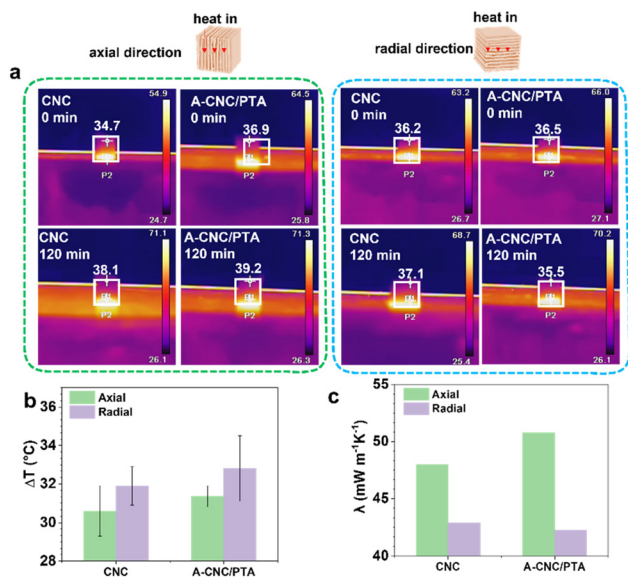 heat in
axial direction
heat in
radial direction
a
CNC
0 min
34.7
P2
54.9
24.7
A-CNC/PTA
0 min
36.9
P2
64.5
25.8
CNC
0 min
36.2
P2
63.2
26.7
A-CNC/PTA
0 min
36.5
P2
66.0
27.1
CNC
120 min
38.1
P2
71.1
26.1
A-CNC/PTA
120 min
39.2
P2
71.3
26.3
CNC
120 min
37.1
P2
68.7
25.4
A-CNC/PTA
120 min
35.5
P2
70.2
26.1
b
Axial
Radial
ΔT (°C)
36
32
32
30
28
CNC
A-CNC/PTA
c
Axial
Radial
λ (mW m⁻¹K⁻¹)
55
50
45
40
CNC
A-CNC/PTA